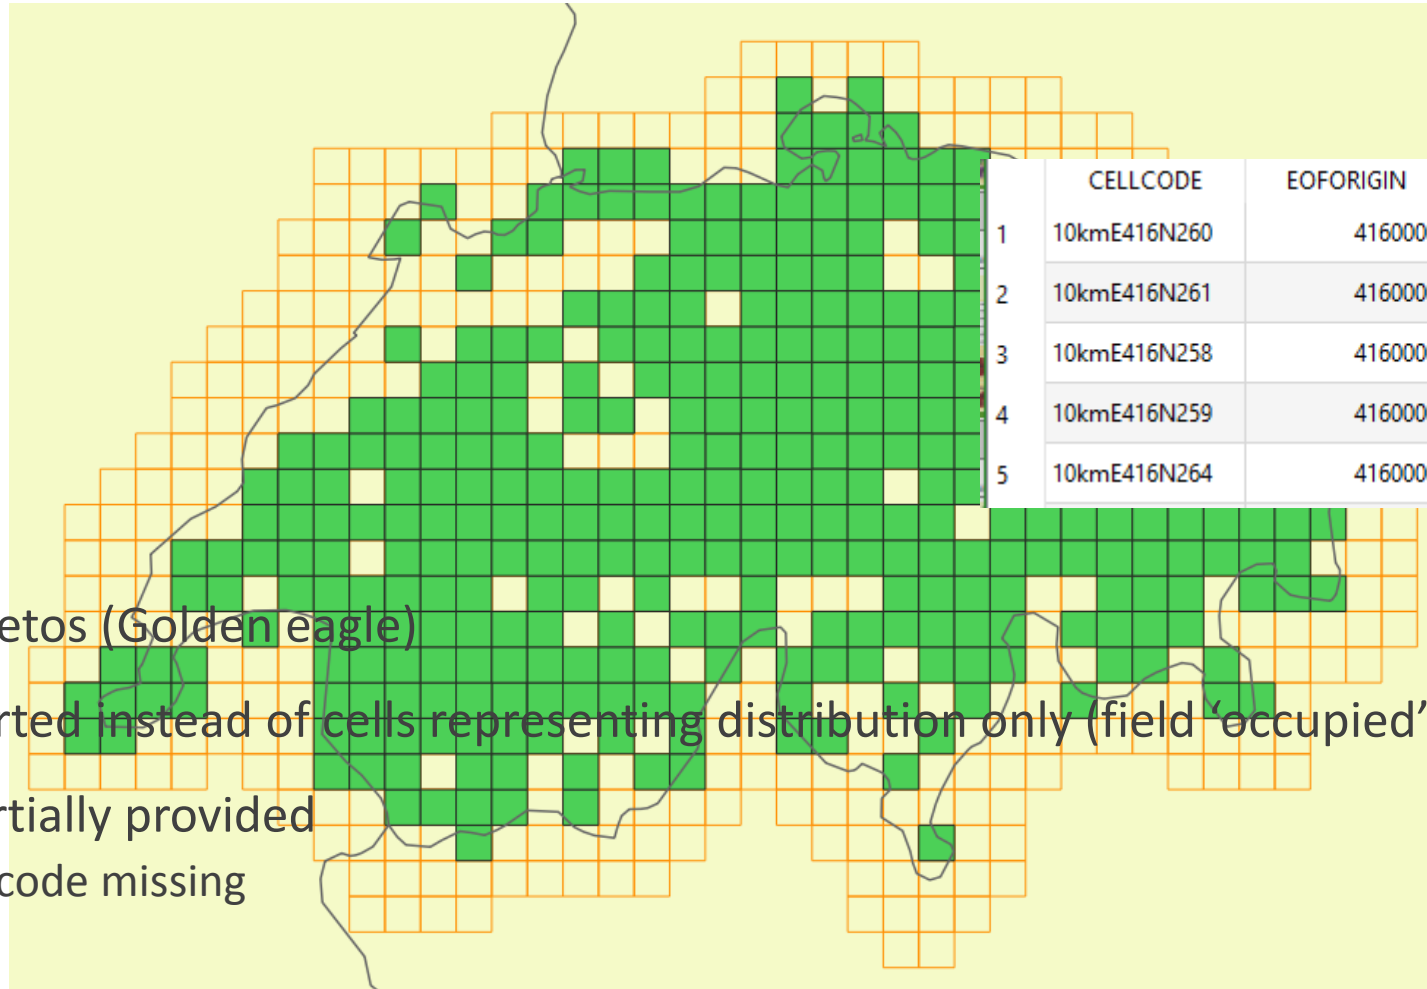 CELLCODE EOFORIGIN
1 10kmE416N260 416000
2 10kmE416N261 416000
3 10kmE416N258 416000
4 10kmE416N259 416000
5 10kmE416N264 416000
etos (Golden eagle)
rted instead of cells representing distribution only (field ‘occupied’
rtially provided
code missing